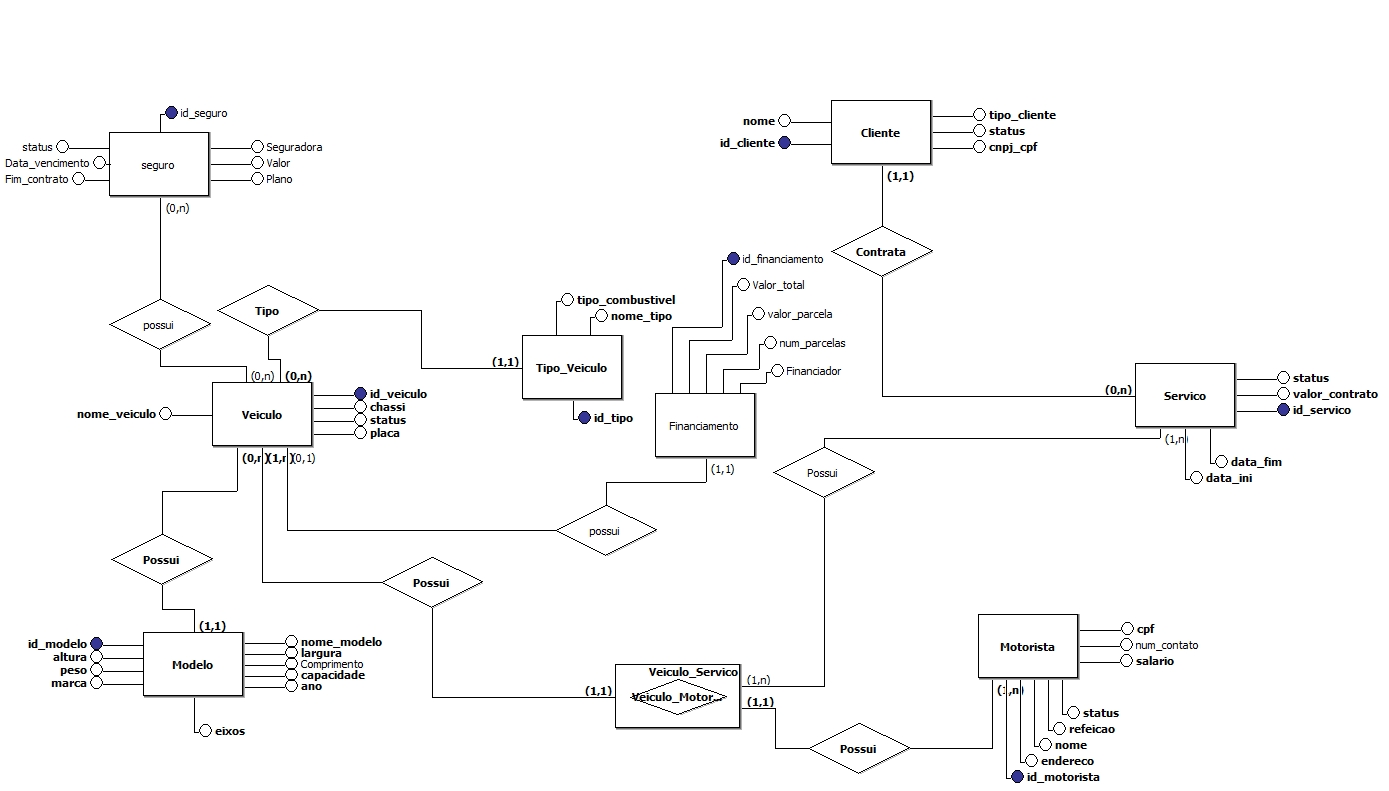 id_seguro
status
Data_vencimento
Fim_contrato
seguro
Seguradora
Valor
Plano
(0,n)
possui
nome
id_cliente
Cliente
tipo_cliente
status
cnpj_cpf
(1,1)
Contrata
Tipo
tipo_combustivel
nome_tipo
(1,1)
Tipo_Veiculo
id_tipo
id_financiamento
Valor_total
valor_parcela
num_parcelas
Financiador
Financiamento
(1,1)
(0,n)
Servico
status
valor_contrato
id_servico
(1,n)
data_fim
data_ini
(0,n)
(0,n)
nome_veiculo
Veiculo
id_veiculo
chassi
status
placa
(0,n)
(1,n)
(0,1)
Possui
possui
Possui
Possui
(1,1)
id_modelo
altura
peso
marca
Modelo
nome_modelo
largura
Comprimento
capacidade
ano
eixos
(1,1)
Veiculo_Servico
Veiculo_Motor...
(1,n)
(1,1)
Possui
Motorista
cpf
num_contato
salario
(1,n)
status
refeicao
nome
endereco
id_motorista